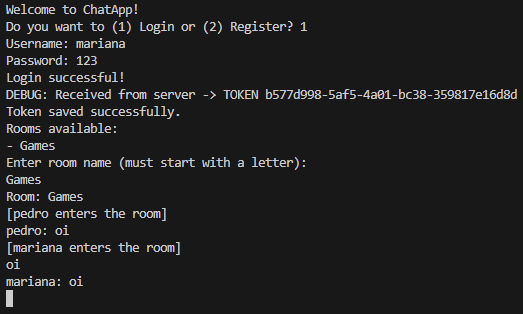 Welcome to ChatApp!
Do you want to (1) Login or (2) Register? 1
Username: mariana
Password: 123
Login successful!
DEBUG: Received from server -> TOKEN b577d998-5af5-4a01-bc38-359817e16d8d
Token saved successfully.
Rooms available:
- Games
Enter room name (must start with a letter):
Games
Room: Games
[pedro enters the room]
pedro: oi
[mariana enters the room]
oi
mariana: oi